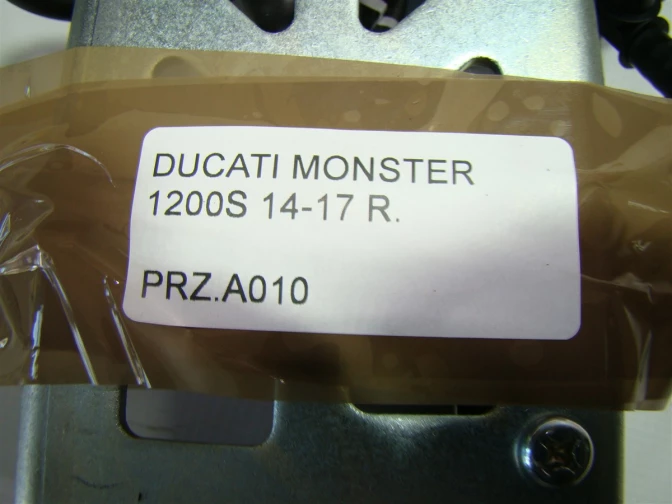 DUCATI MONSTER
1200S 14-17 R.
PRZ.A010